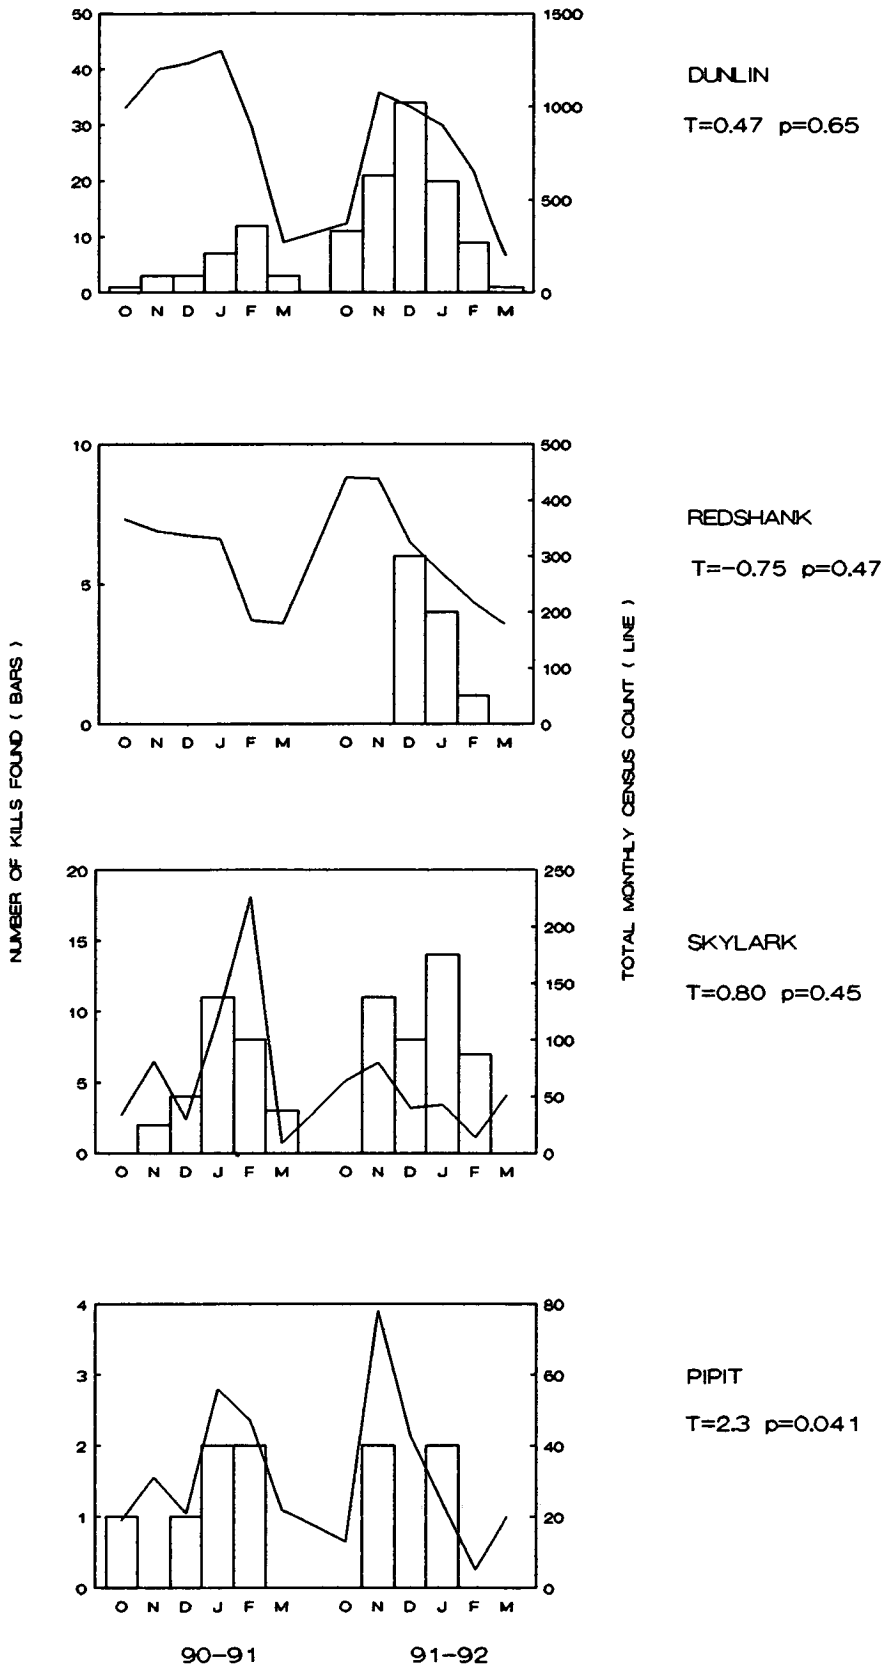 50
40
30
20
10
0
1500
1000
500
0
O N D J F M O N D J F M
DUNLIN
T=0.47 p=0.65
10
5
0
500
400
300
200
100
0
O N D J F M O N D J F M
REDSHANK
T=-0.75 p=0.47
NUMBER OF KILLS FOUND ( BARS )
TOTAL MONTHLY CENSUS COUNT ( LINE )
20
15
10
5
0
250
200
150
100
50
0
O N D J F M O N D J F M
SKYLARK
T=0.80 p=0.45
4
3
2
1
0
80
60
40
20
0
O N D J F M O N D J F M
PIPIT
T=2.3 p=0.041
90-91 91-92